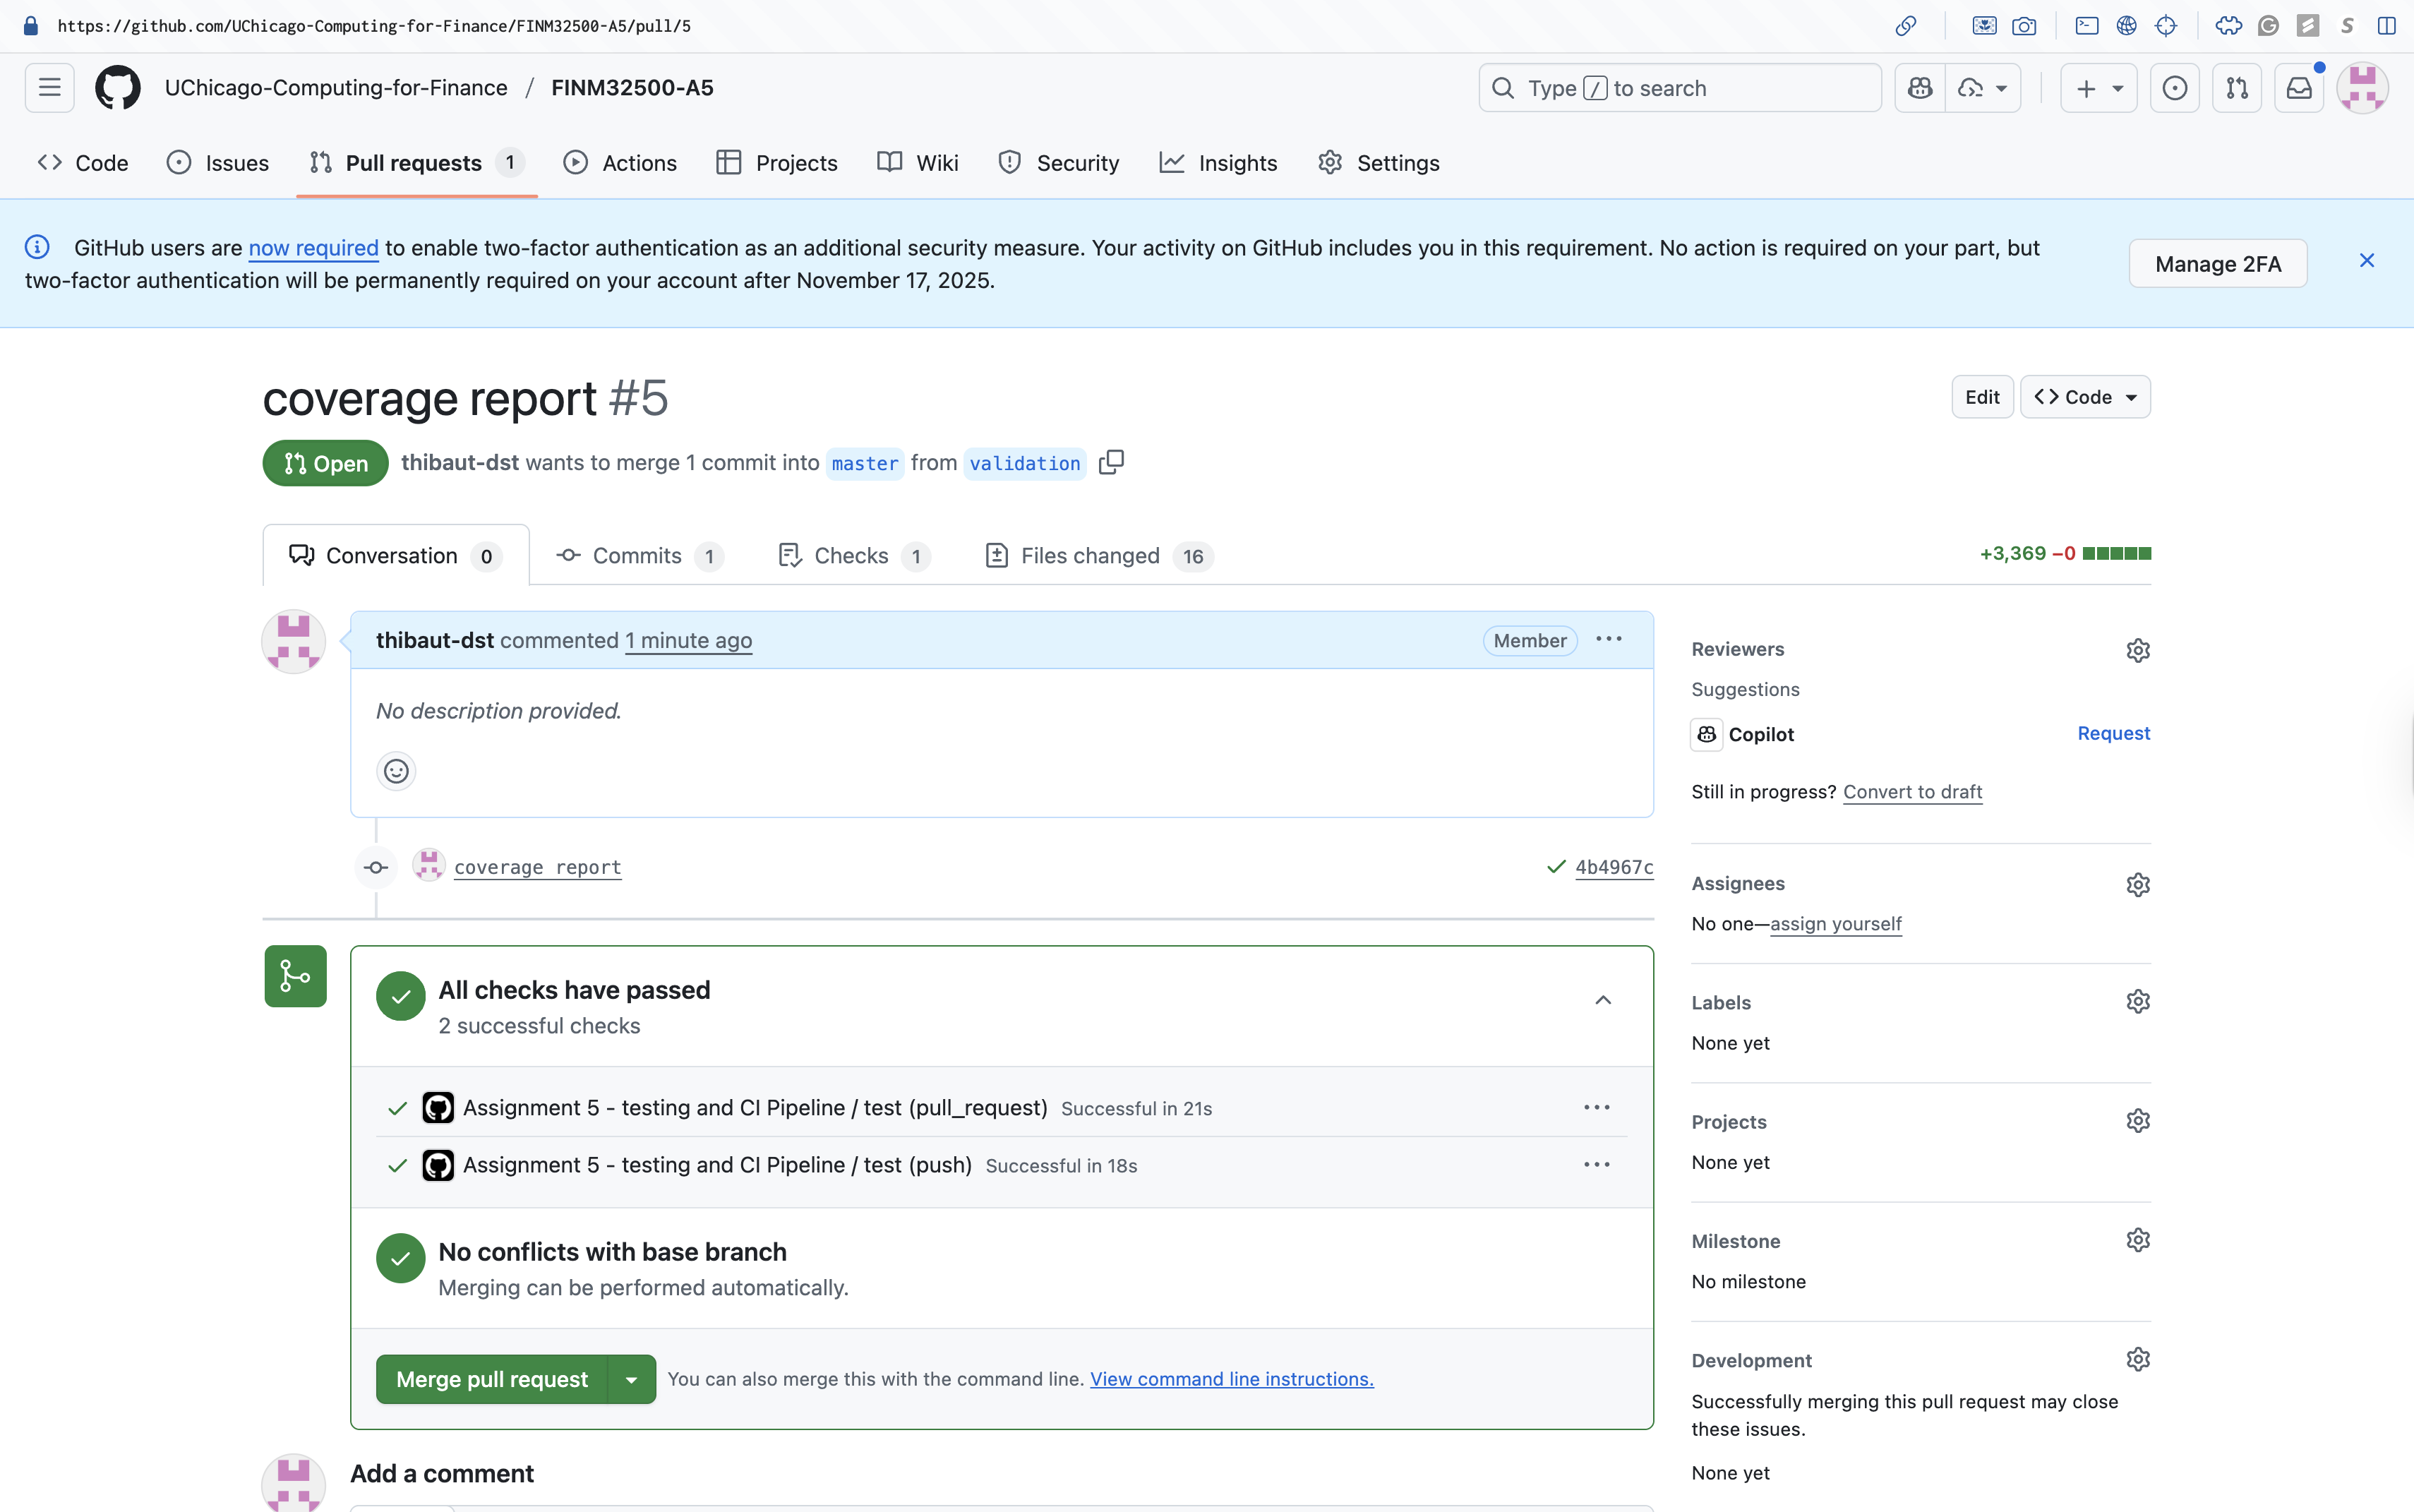 https://github.com/UChicago-Computing-for-Finance/FINM32500-A5/pull/5
UChicago-Computing-for-Finance / FINM32500-A5
Type / to search
Code
Issues
Pull requests 1
Actions
Projects
Wiki
Security
Insights
Settings
GitHub users are now required to enable two-factor authentication as an additional security measure. Your activity on GitHub includes you in this requirement. No action is required on your part, but
two-factor authentication will be permanently required on your account after November 17, 2025.
Manage 2FA
coverage report #5
Edit
Code
Open
thibaut-dst wants to merge 1 commit into master from validation
Conversation 0
Commits 1
Checks 1
Files changed 16
+3,369 −0
thibaut-dst commented 1 minute ago
Member
No description provided.
coverage report
4b4967c
All checks have passed
2 successful checks
Assignment 5 - testing and CI Pipeline / test (pull_request) Successful in 21s
Assignment 5 - testing and CI Pipeline / test (push) Successful in 18s
No conflicts with base branch
Merging can be performed automatically.
Merge pull request
You can also merge this with the command line. View command line instructions.
Add a comment
Reviewers
Suggestions
Copilot
Request
Still in progress? Convert to draft
Assignees
No one—assign yourself
Labels
None yet
Projects
None yet
Milestone
No milestone
Development
Successfully merging this pull request may close
these issues.
None yet